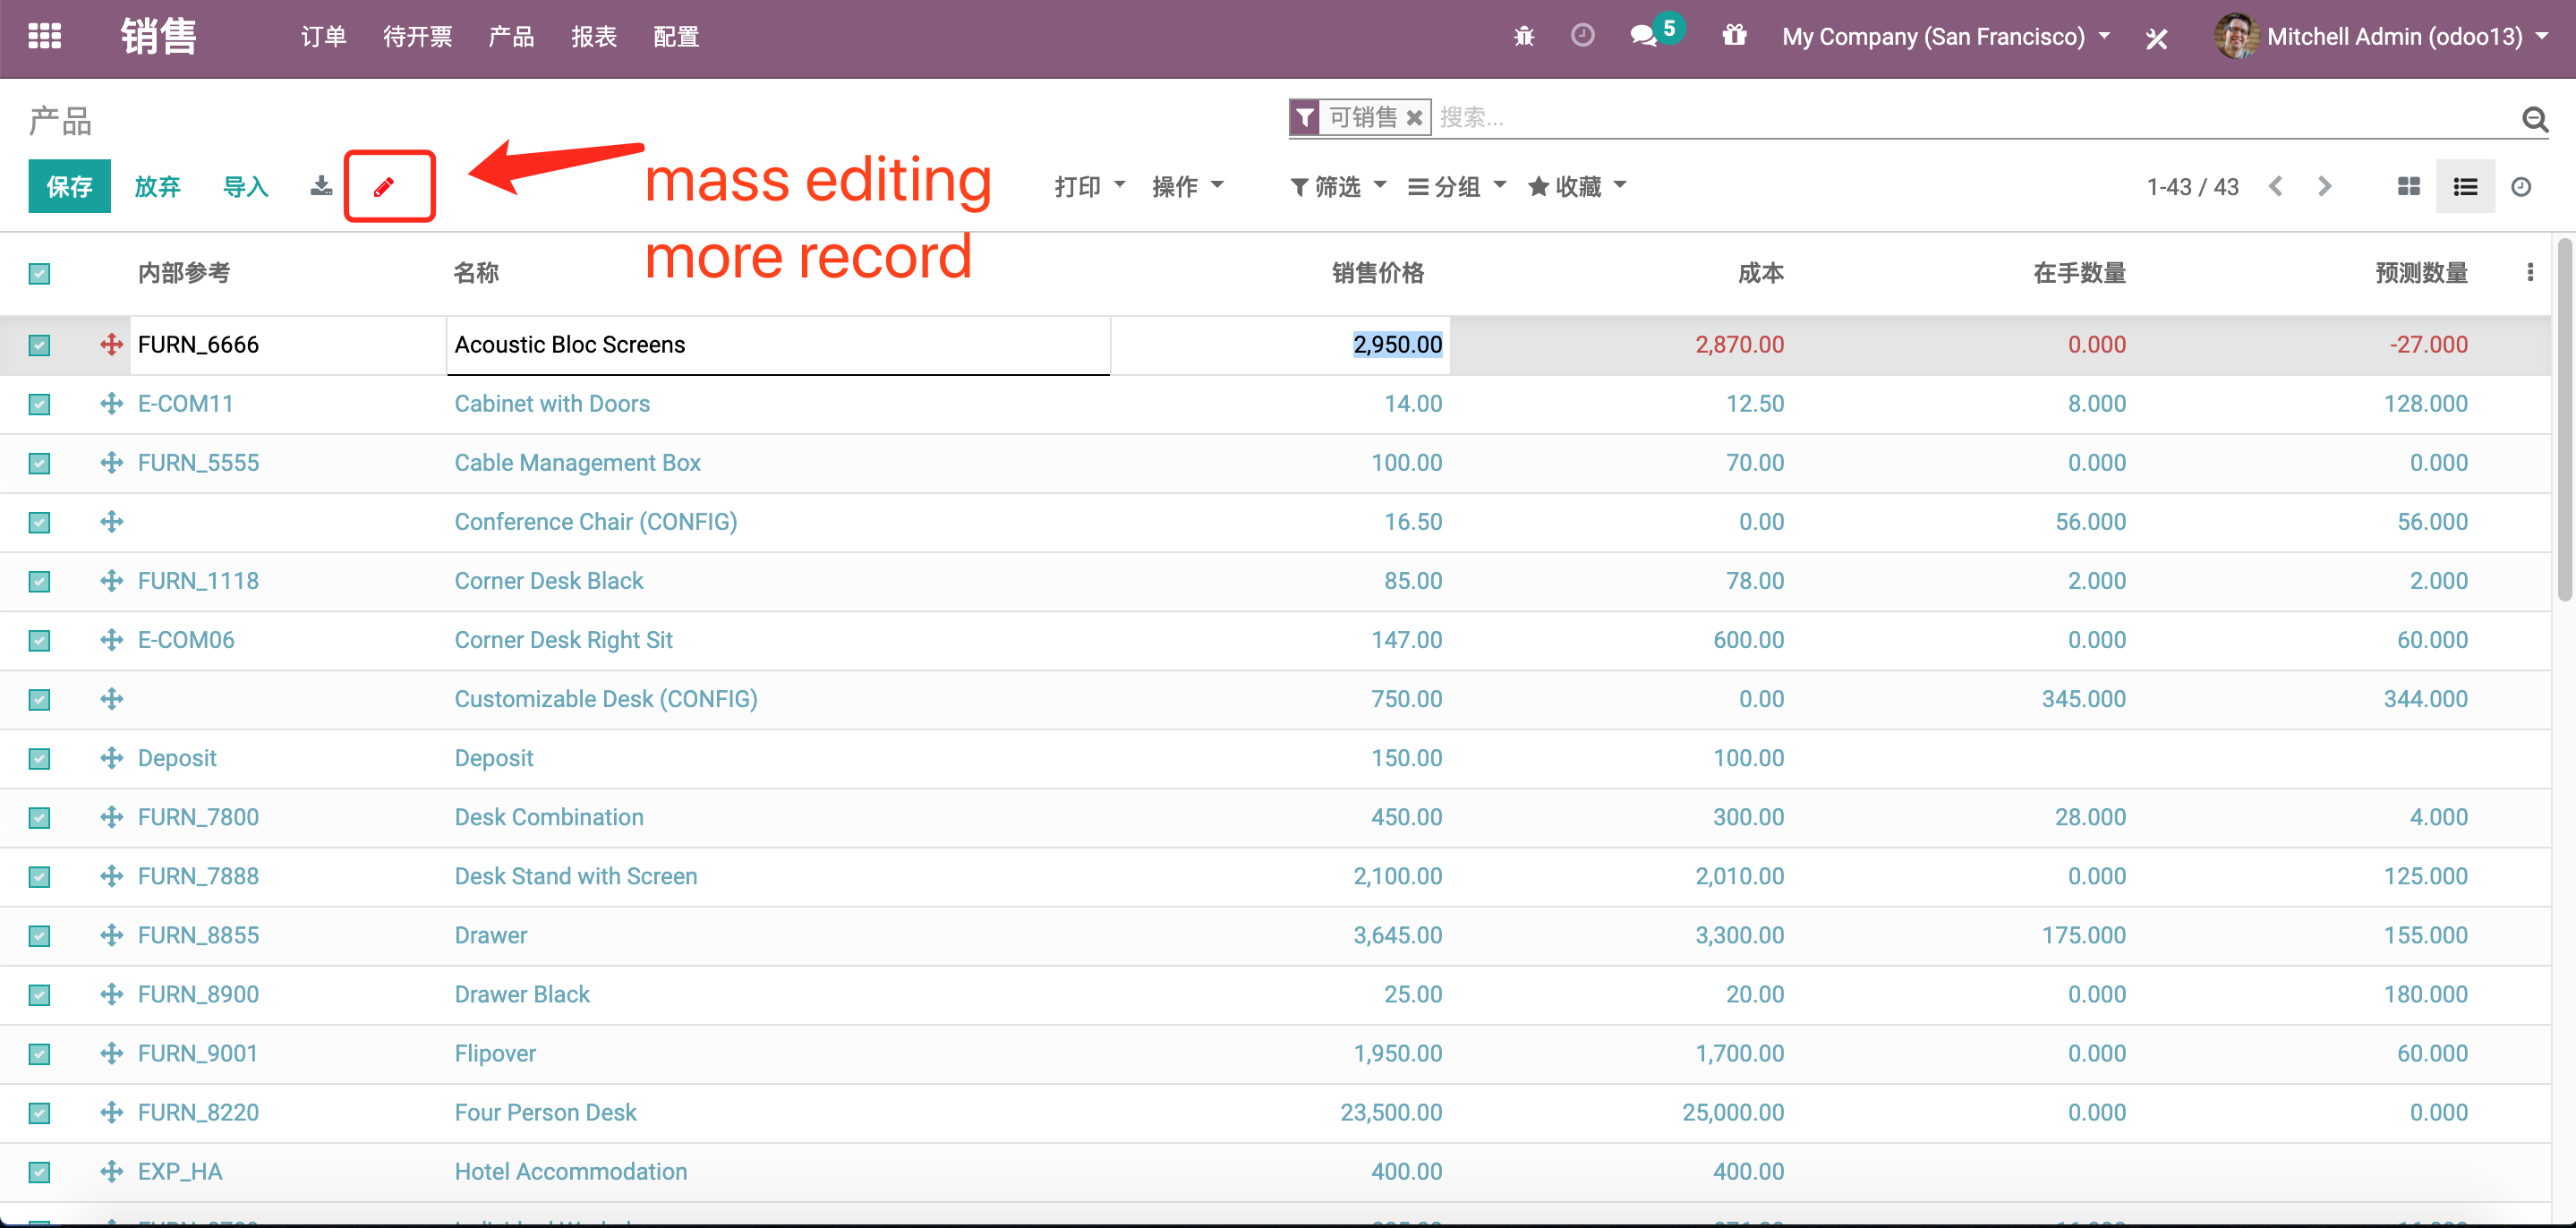 销售 订单 待开票 产品 报表 配置 5 My Company (San Francisco) Mitchell Admin (odoo13)
产品 可销售 搜索...
保存 放弃 导入 mass editing 打印 操作 筛选 分组 收藏 1-43 / 43
more record
内部参考 名称 销售价格 成本 在手数量 预测数量
FURN_6666 Acoustic Bloc Screens 2,950.00 2,870.00 0.000 -27.000
E-COM11 Cabinet with Doors 14.00 12.50 8.000 128.000
FURN_5555 Cable Management Box 100.00 70.00 0.000 0.000
Conference Chair (CONFIG) 16.50 0.00 56.000 56.000
FURN_1118 Corner Desk Black 85.00 78.00 2.000 2.000
E-COM06 Corner Desk Right Sit 147.00 600.00 0.000 60.000
Customizable Desk (CONFIG) 750.00 0.00 345.000 344.000
Deposit Deposit 150.00 100.00
FURN_7800 Desk Combination 450.00 300.00 28.000 4.000
FURN_7888 Desk Stand with Screen 2,100.00 2,010.00 0.000 125.000
FURN_8855 Drawer 3,645.00 3,300.00 175.000 155.000
FURN_8900 Drawer Black 25.00 20.00 0.000 180.000
FURN_9001 Flipover 1,950.00 1,700.00 0.000 60.000
FURN_8220 Four Person Desk 23,500.00 25,000.00 0.000 0.000
EXP_HA Hotel Accommodation 400.00 400.00